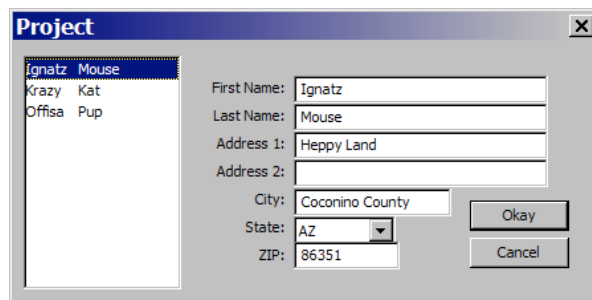 Project
Ignatz Mouse
Krazy Kat
Offisa Pup
First Name: Ignatz
Last Name: Mouse
Address 1: Heppy Land
Address 2:
City: Coconino County
State: AZ
ZIP: 86351
Okay
Cancel